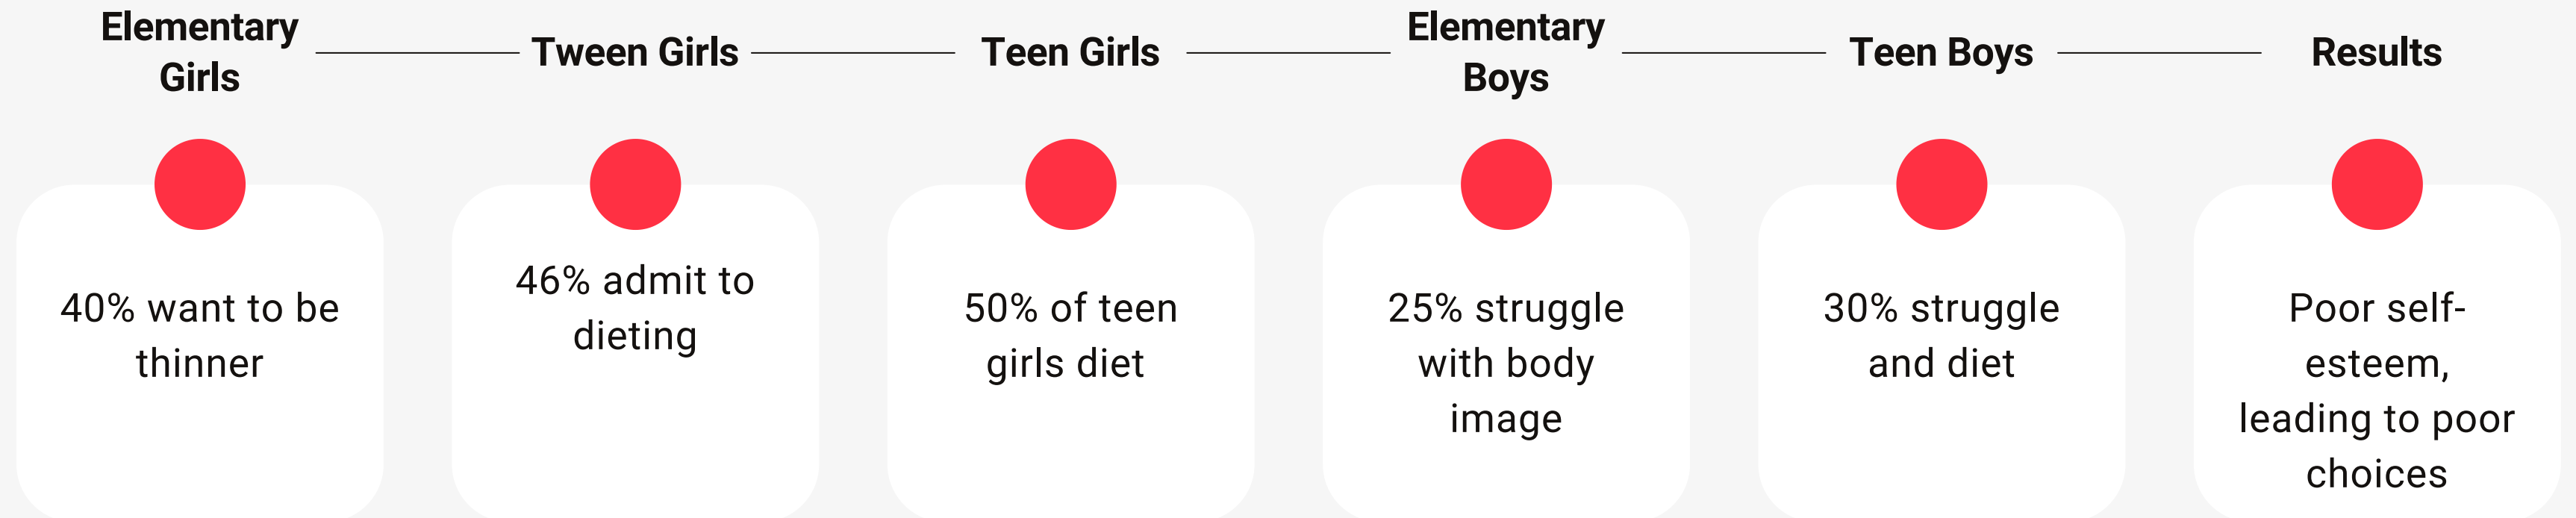 Elementary
Girls
Tween Girls
Teen Girls
Elementary
Boys
Teen Boys
Results
40% want to be
thinner
46% admit to
dieting
50% of teen
girls diet
25% struggle
with body
image
30% struggle
and diet
Poor self-
esteem,
leading to poor
choices